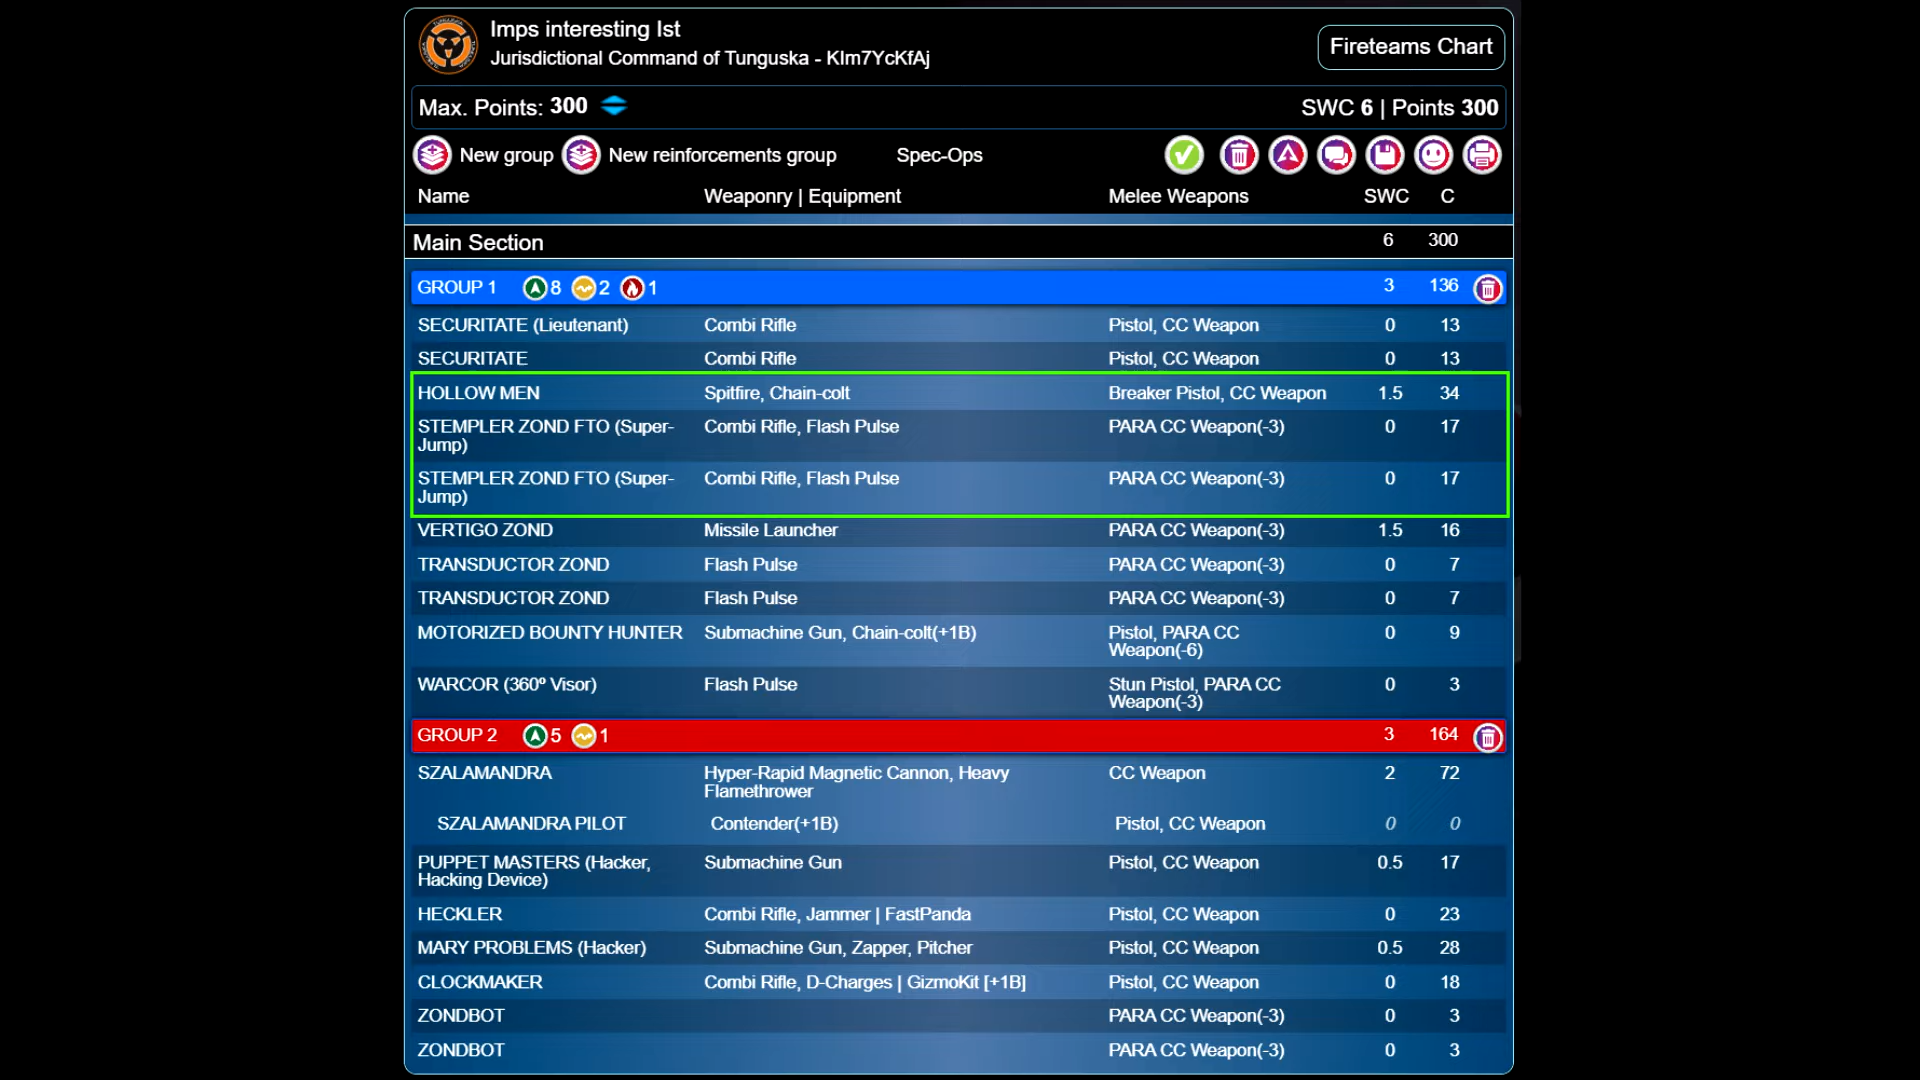 Imps interesting lst
Jurisdictional Command of Tunguska - KIm7YcKfAj
Fireteams Chart
Max. Points: 300
SWC 6 | Points 300
New group
New reinforcements group
Spec-Ops
Name Weaponry | Equipment Melee Weapons SWC C
Main Section 6 300
GROUP 1 8 2 1 3 136
SECURITATE (Lieutenant) Combi Rifle Pistol, CC Weapon 0 13
SECURITATE Combi Rifle Pistol, CC Weapon 0 13
HOLLOW MEN Spitfire, Chain-colt Breaker Pistol, CC Weapon 1.5 34
STEMPLER ZOND FTO (Super- Combi Rifle, Flash Pulse PARA CC Weapon(-3) 0 17
Jump)
STEMPLER ZOND FTO (Super- Combi Rifle, Flash Pulse PARA CC Weapon(-3) 0 17
Jump)
VERTIGO ZOND Missile Launcher PARA CC Weapon(-3) 1.5 16
TRANSDUCTOR ZOND Flash Pulse PARA CC Weapon(-3) 0 7
TRANSDUCTOR ZOND Flash Pulse PARA CC Weapon(-3) 0 7
MOTORIZED BOUNTY HUNTER Submachine Gun, Chain-colt(+1B) Pistol, PARA CC 0 9
Weapon(-6)
WARCOR (360º Visor) Flash Pulse Stun Pistol, PARA CC 0 3
Weapon(-3)
GROUP 2 5 1 3 164
SZALAMANDRA Hyper-Rapid Magnetic Cannon, Heavy CC Weapon 2 72
Flamethrower
SZALAMANDRA PILOT Contender(+1B) Pistol, CC Weapon 0 0
PUPPET MASTERS (Hacker, Submachine Gun Pistol, CC Weapon 0.5 17
Hacking Device)
HECKLER Combi Rifle, Jammer | FastPanda Pistol, CC Weapon 0 23
MARY PROBLEMS (Hacker) Submachine Gun, Zapper, Pitcher Pistol, CC Weapon 0.5 28
CLOCKMAKER Combi Rifle, D-Charges | GizmoKit [+1B] Pistol, CC Weapon 0 18
ZONDBOT PARA CC Weapon(-3) 0 3
ZONDBOT PARA CC Weapon(-3) 0 3